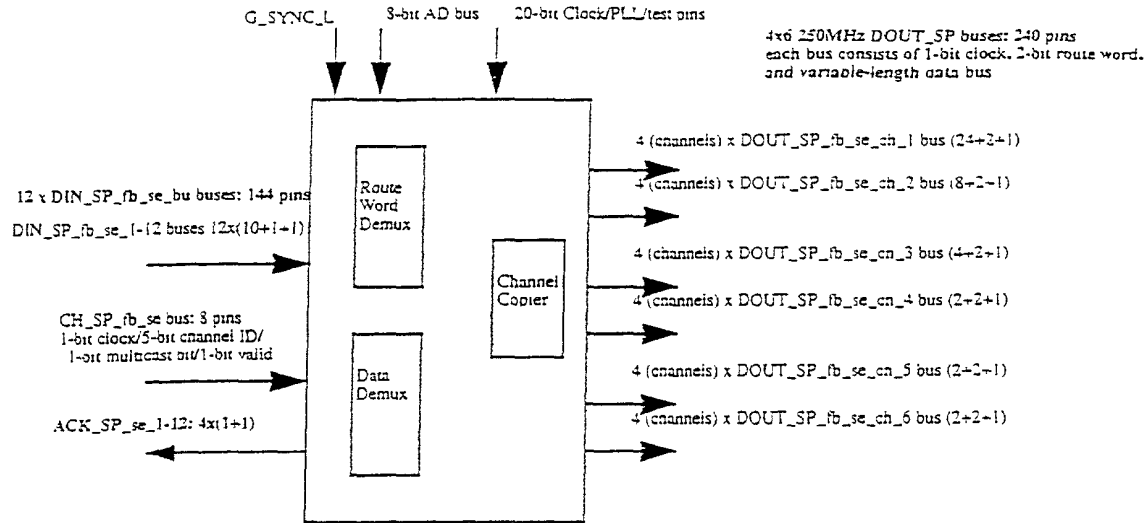 G_SYNC_L
8-bit AD bus
20-bit Clock/PLL/test pins
4x6 250MHz DOUT_SP buses: 240 pins
each bus consists of 1-bit clock, 2-bit route word,
and variable-length data bus
12 x DIN_SP_fb_se_bu buses: 144 pins
DIN_SP_fb_se_1-12 buses 12x(10+1+1)
CH_SP_fb_se bus: 8 pins
1-bit clock/5-bit channel ID/
1-bit multicast bit/1-bit valid
ACK_SP_se_1-12: 4x(1+1)
Route
Word
Demux
Data
Demux
Channel
Copier
4 (channels) x DOUT_SP_fb_se_ch_1 bus (24+2+1)
4 (channels) x DOUT_SP_fb_se_ch_2 bus (8+2+1)
4 (channels) x DOUT_SP_fb_se_cn_3 bus (4+2+1)
4 (channels) x DOUT_SP_fb_se_cn_4 bus (2+2+1)
4 (channels) x DOUT_SP_fb_se_cn_5 bus (2+2+1)
4 (channels) x DOUT_SP_fb_se_ch_6 bus (2+2+1)